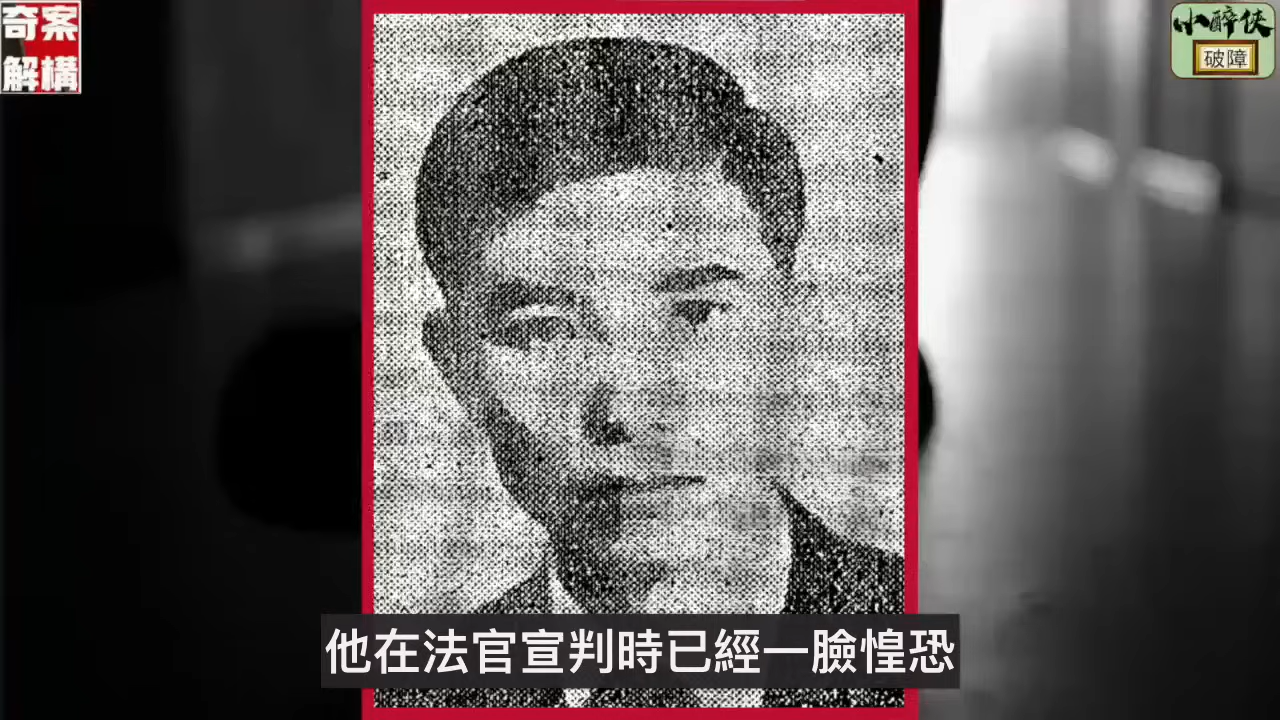 奇案
解構
小醉俠
破障
他在法官宣判時已經一臉惶恐